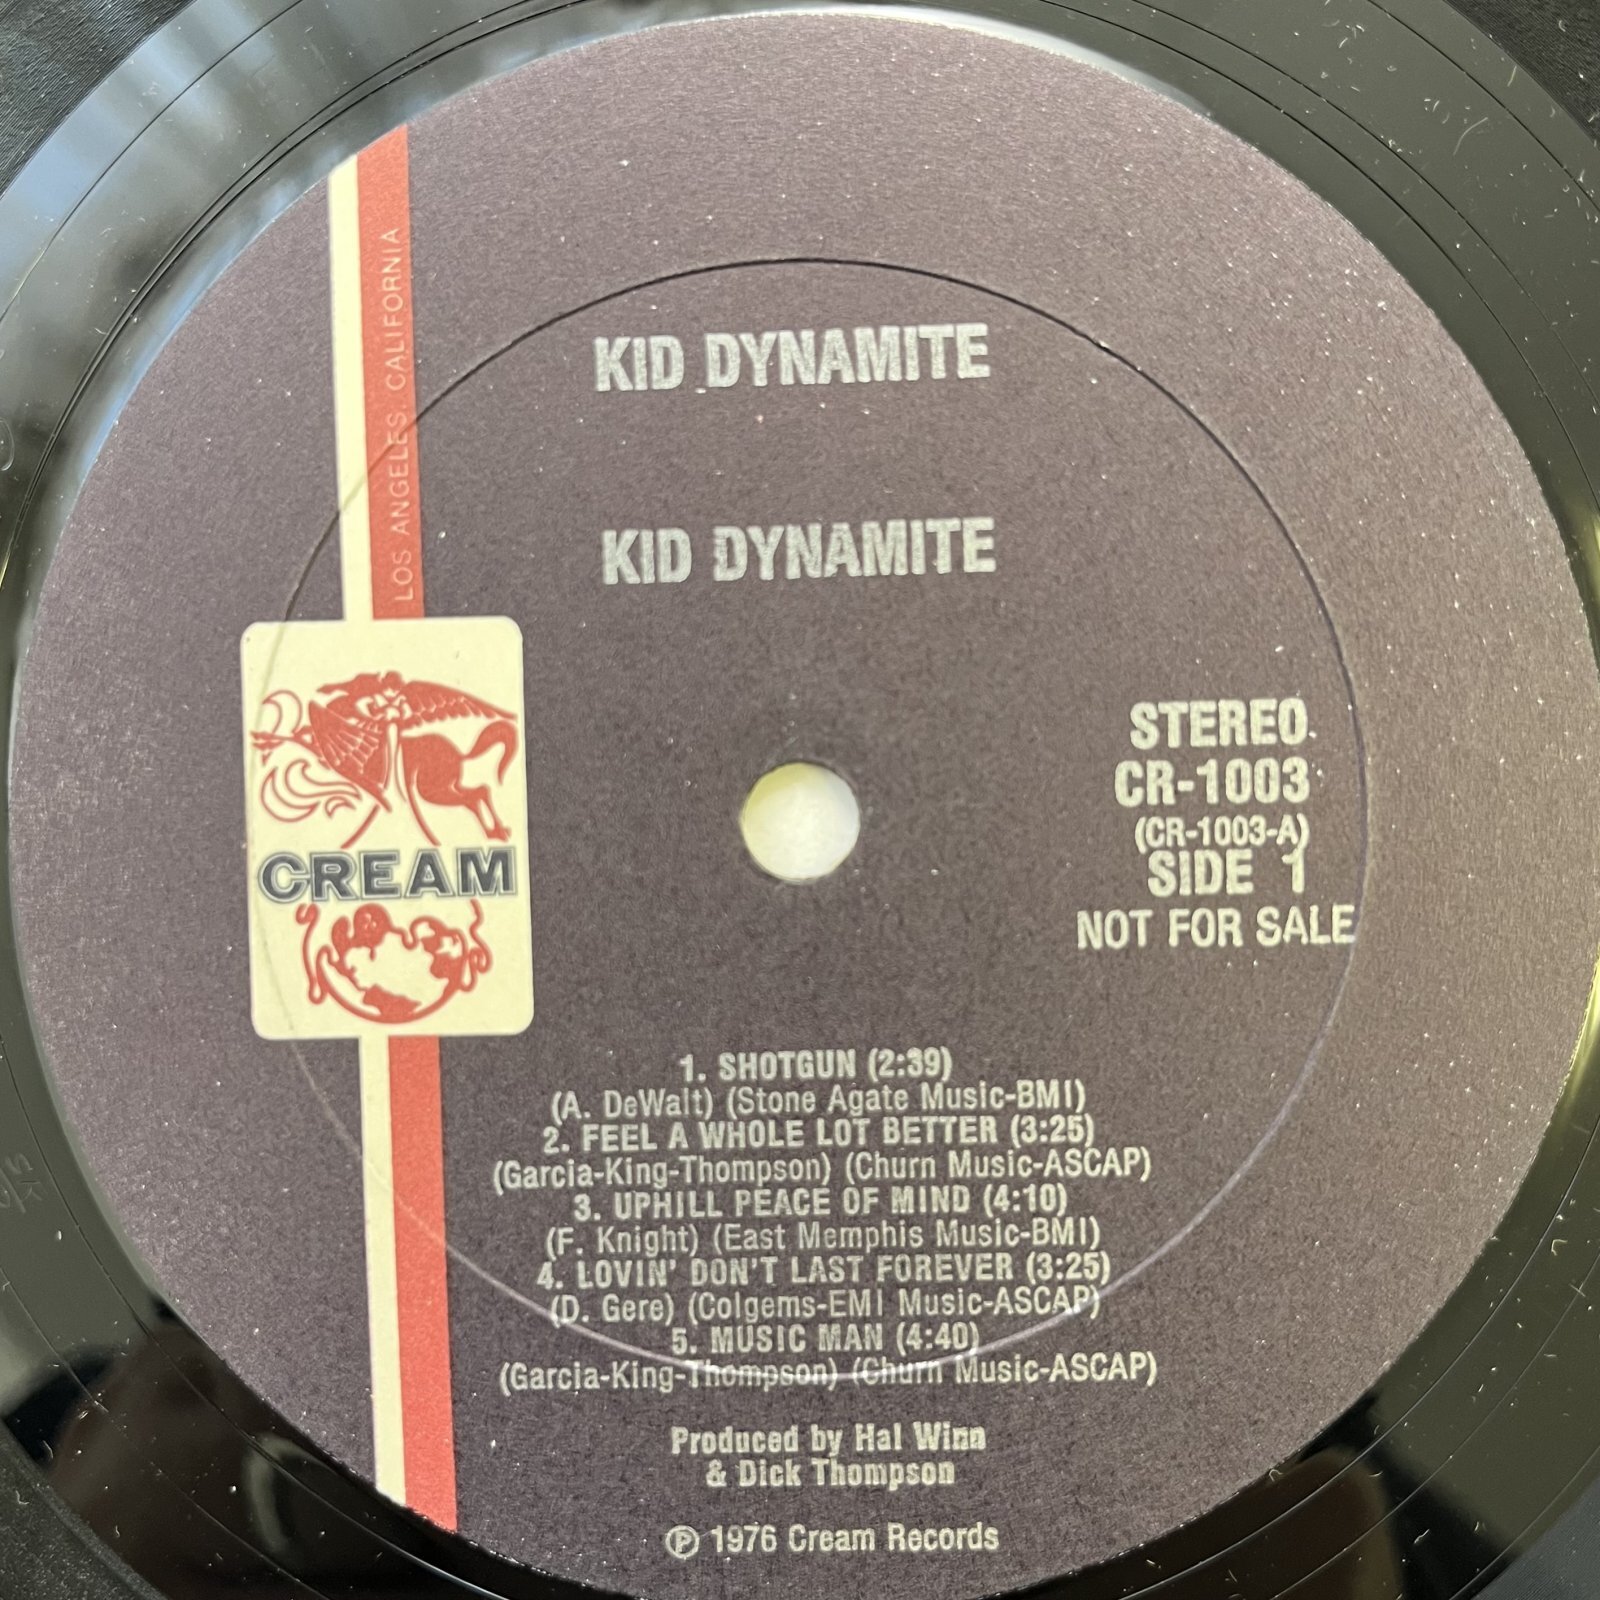 LOS ANGELES, CALIFORNIA
KID DYNAMITE
KID DYNAMITE
CREAM
STEREO
CR-1003
(CR-1003-A)
SIDE 1
NOT FOR SALE
1. SHOTGUN (2:39)
(A. DeWalt) (Stone Agate Music-BMI)
2. FEEL A WHOLE LOT BETTER (3:25)
(Garcia-King-Thompson) (Churn Music-ASCAP)
3. UPHILL PEACE OF MIND (4:10)
(F. Knight) (East Memphis Music-BMI)
4. LOVIN' DON'T LAST FOREVER (3:25)
(D. Gere) (Colgems-EMI Music-ASCAP)
5. MUSIC MAN (4:40)
(Garcia-King-Thompson) (Churn Music-ASCAP)
Produced by Hal Winn
& Dick Thompson
℗ 1976 Cream Records